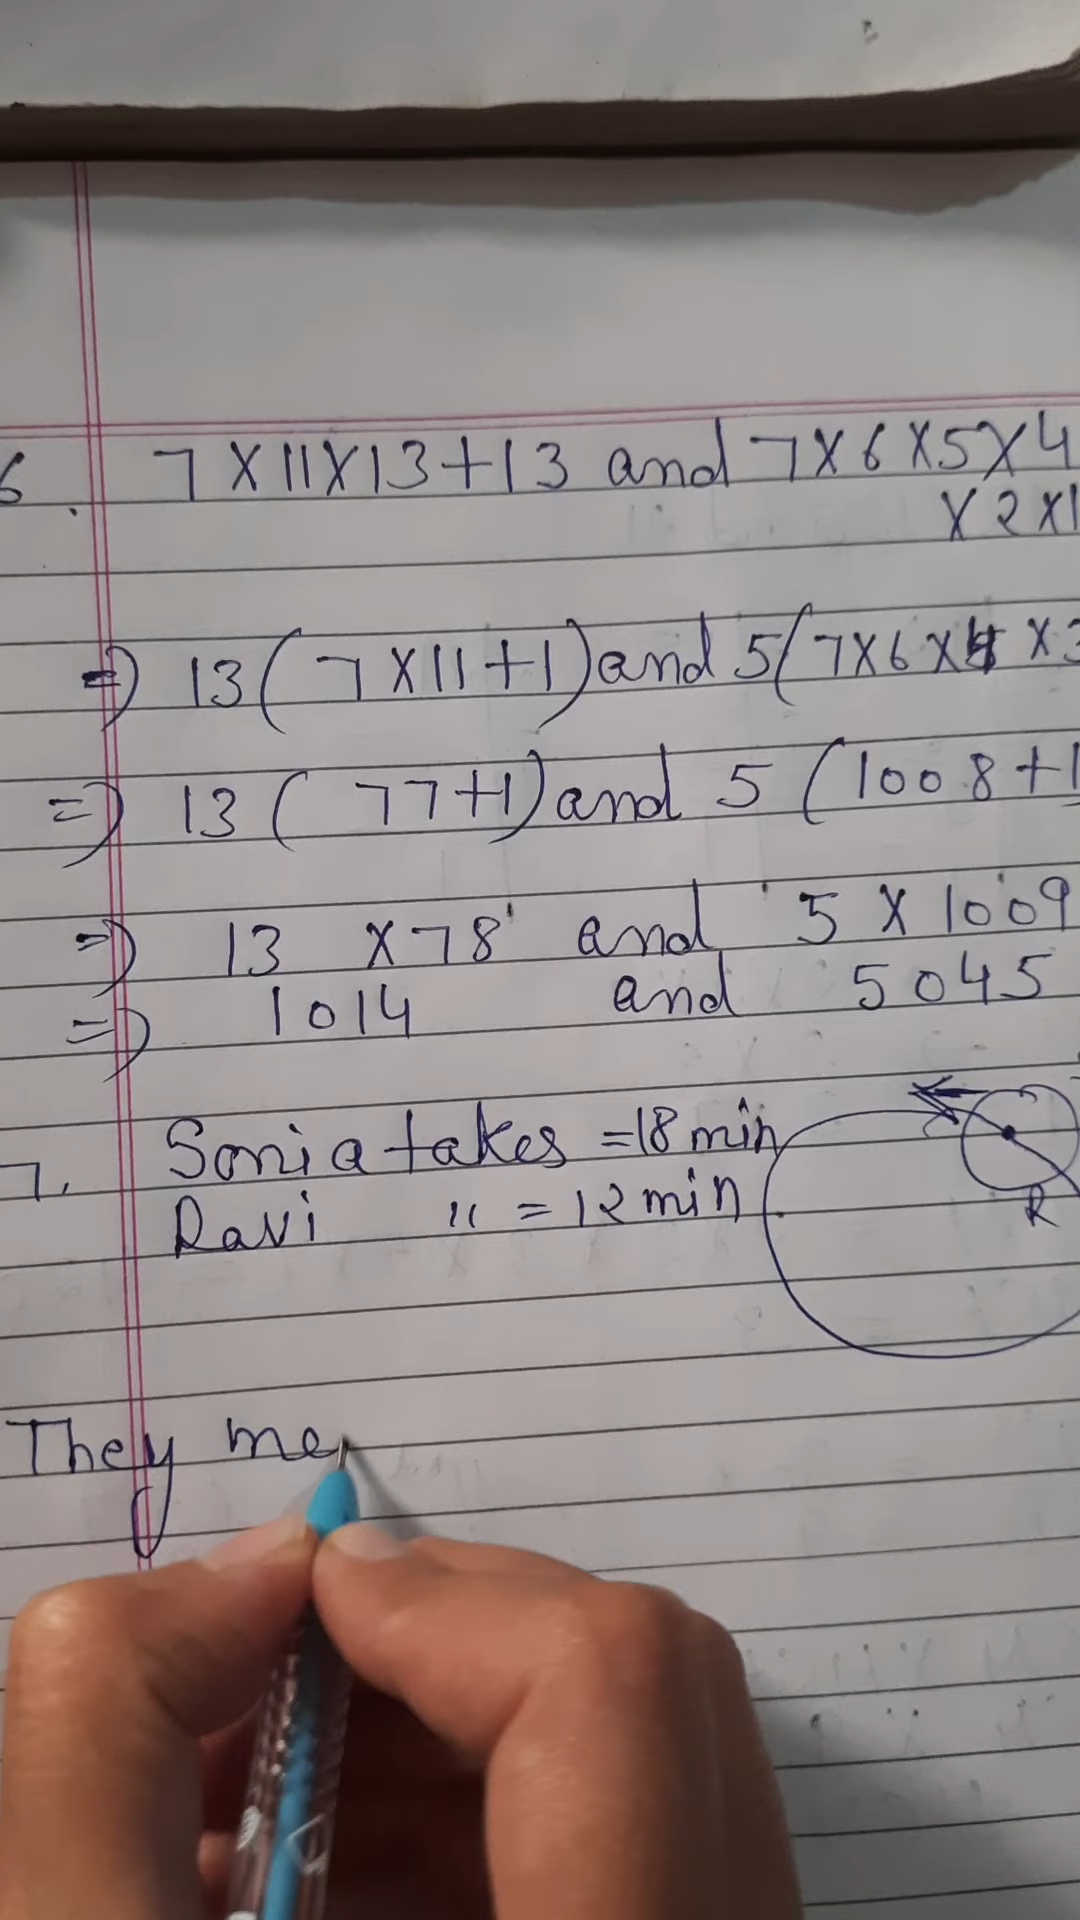 6. 7×11×13+13 and 7×6×5×4
×2×1
=> 13(7×11+1) and 5(7×6×4×3
=> 13(77+1) and 5(1008+1
=> 13×78 and 5×1009
=> 1014 and 5045
7. Sonia takes =18 min
Ravi " = 12 min
R
They me